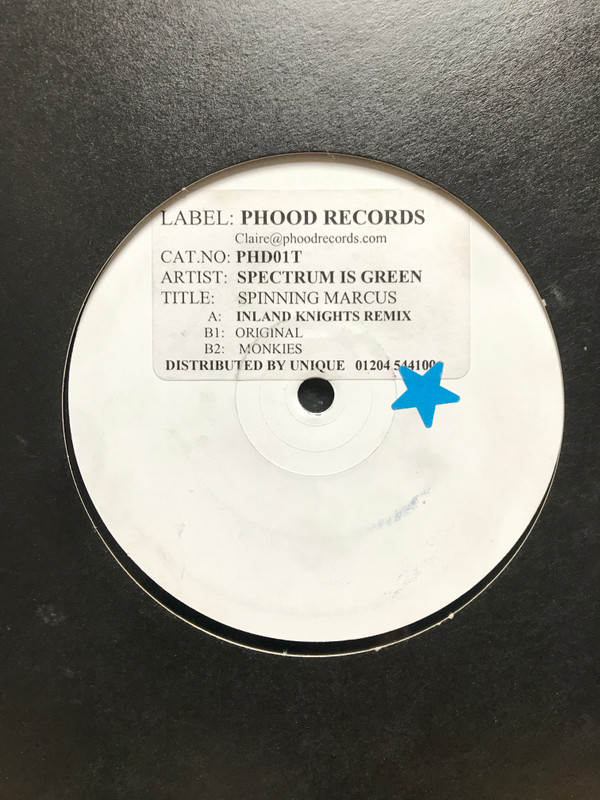 LABEL: PHOOD RECORDS
Claire@phoodrecords.com
CAT.NO: PHD01T
ARTIST: SPECTRUM IS GREEN
TITLE: SPINNING MARCUS
A: INLAND KNIGHTS REMIX
B1: ORIGINAL
B2: MONKIES
DISTRIBUTED BY UNIQUE 01204 544100